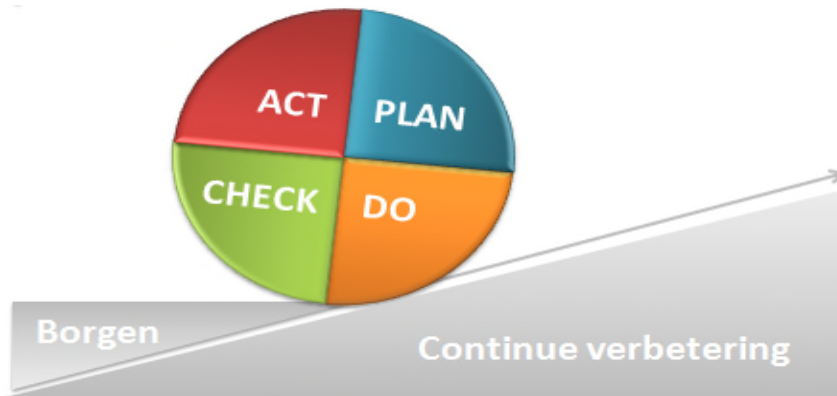 ACT
PLAN
CHECK
DO
Borgen
Continue verbetering